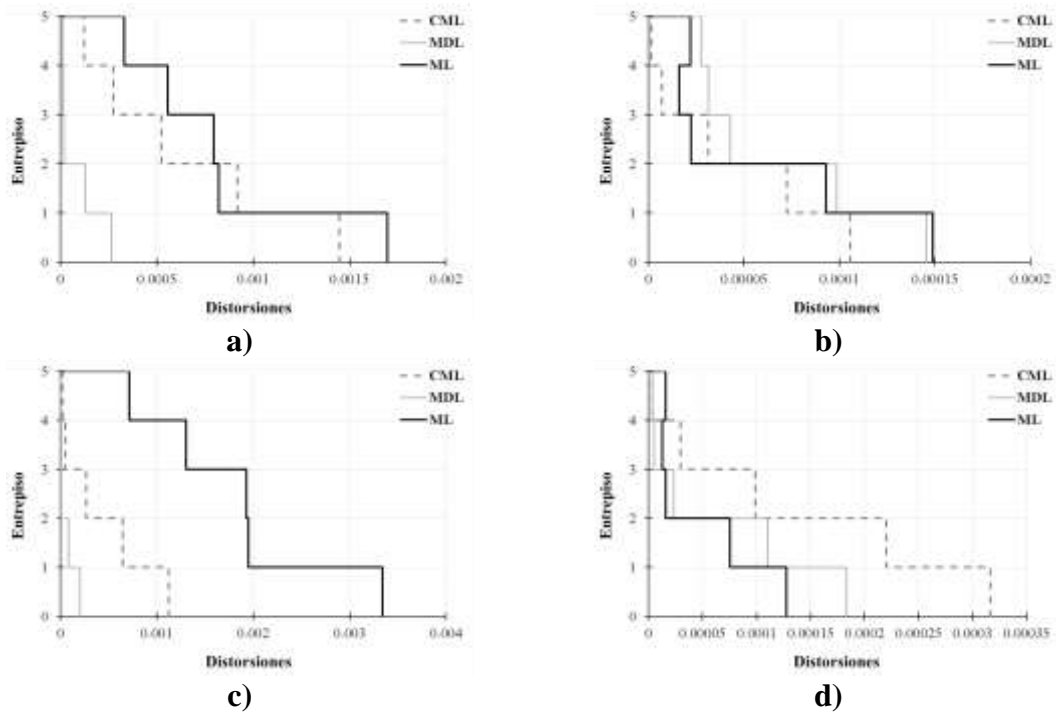 5
4
3
2
1
0
Entrepiso
CML
MDL
ML
0 0.0005 0.001 0.0015 0.002
Distorsiones
a)
5
4
3
2
1
0
Entrepiso
CML
MDL
ML
0 0.00005 0.0001 0.00015 0.0002
Distorsiones
b)
5
4
3
2
1
0
Entrepiso
CML
MDL
ML
0 0.001 0.002 0.003 0.004
Distorsiones
c)
5
4
3
2
1
0
Entrepiso
CML
MDL
ML
0 0.00005 0.0001 0.00015 0.0002 0.00025 0.0003 0.00035
Distorsiones
d)